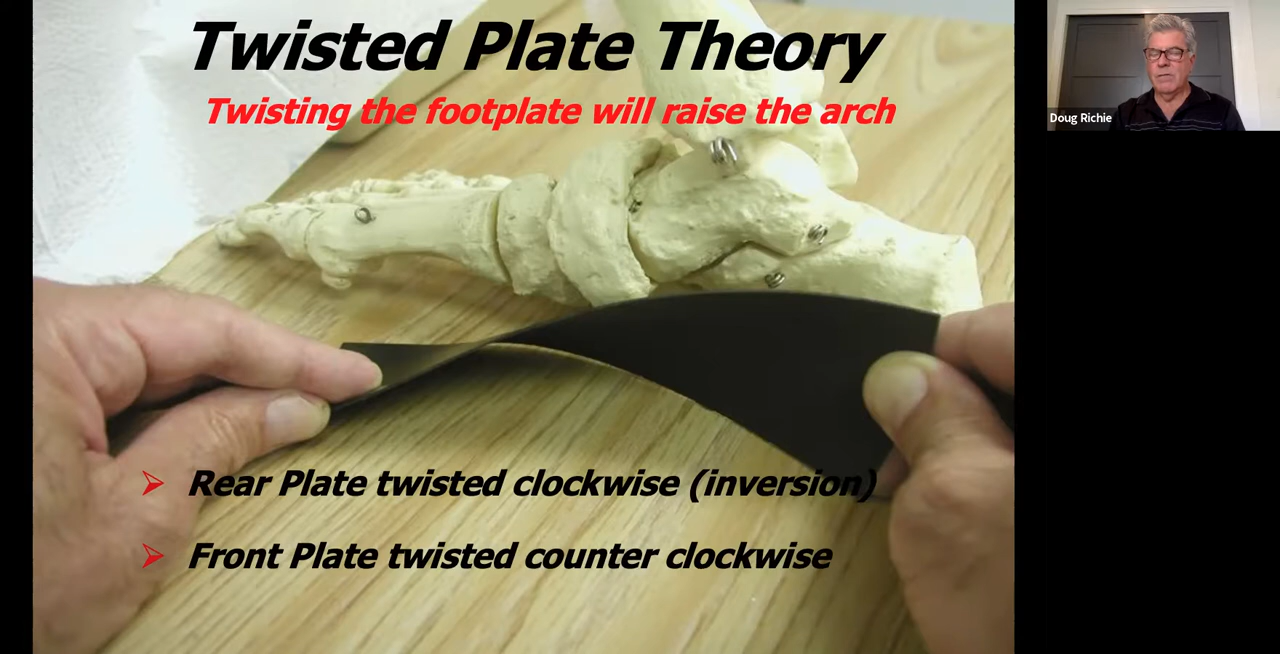 Twisted Plate Theory
Twisting the footplate will raise the arch
Doug Richie
Rear Plate twisted clockwise (inversion)
Front Plate twisted counter clockwise